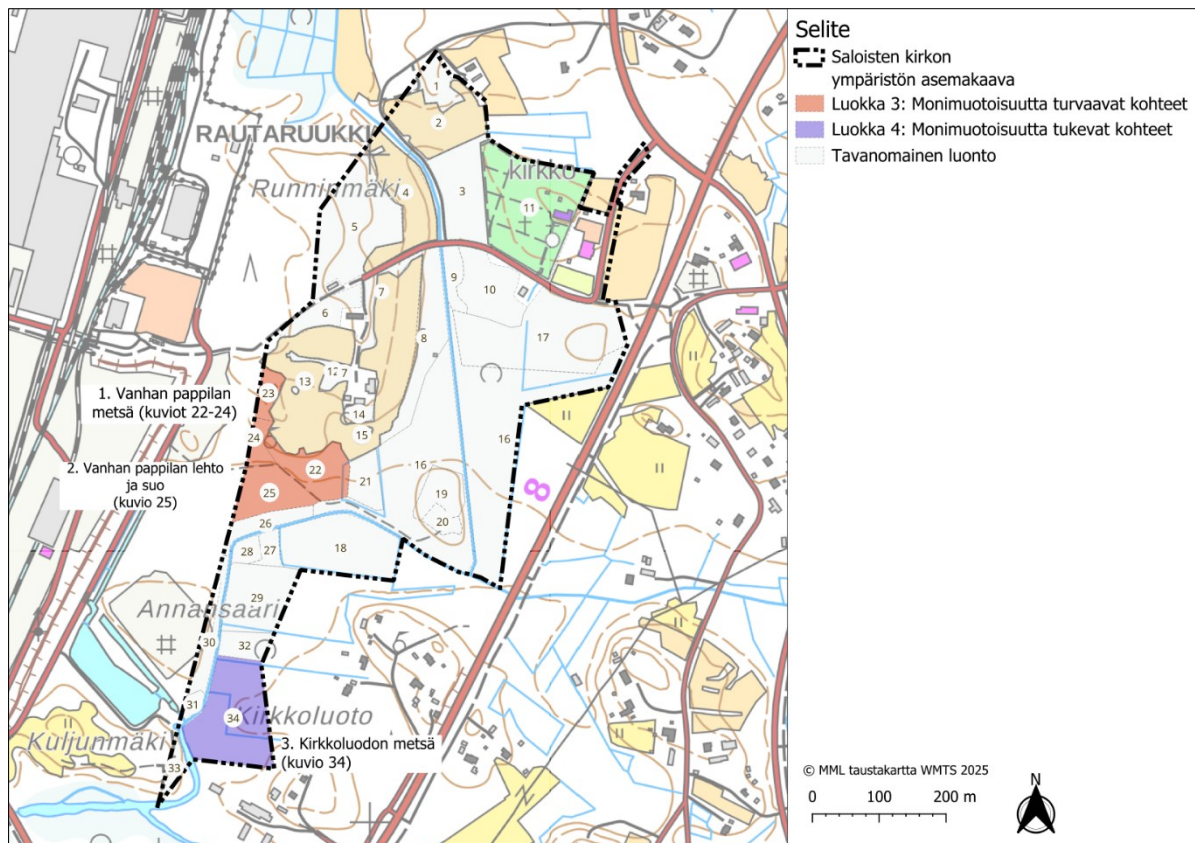 RAUTARUUKKI
Runninmäki
kirkko
1
2
3
4
5
6
7
8
9
10
11
17
12
7
13
14
15
16
23
24
22
25
16
19
20
21
26
28
27
18
29
30
32
31
34
33
1. Vanhan pappilan
metsä (kuviot 22-24)
2. Vanhan pappilan lehto
ja suo
(kuvio 25)
8
Annansaari
Kirkkoluoto
Kuljunmäki
3. Kirkkoluodon metsä
(kuvio 34)
Selite
Saloisten kirkon
ympäristön asemakaava
Luokka 3: Monimuotoisuutta turvaavat kohteet
Luokka 4: Monimuotoisuutta tukevat kohteet
Tavanomainen luonto
© MML taustakartta WMTS 2025
0 100 200 m
N